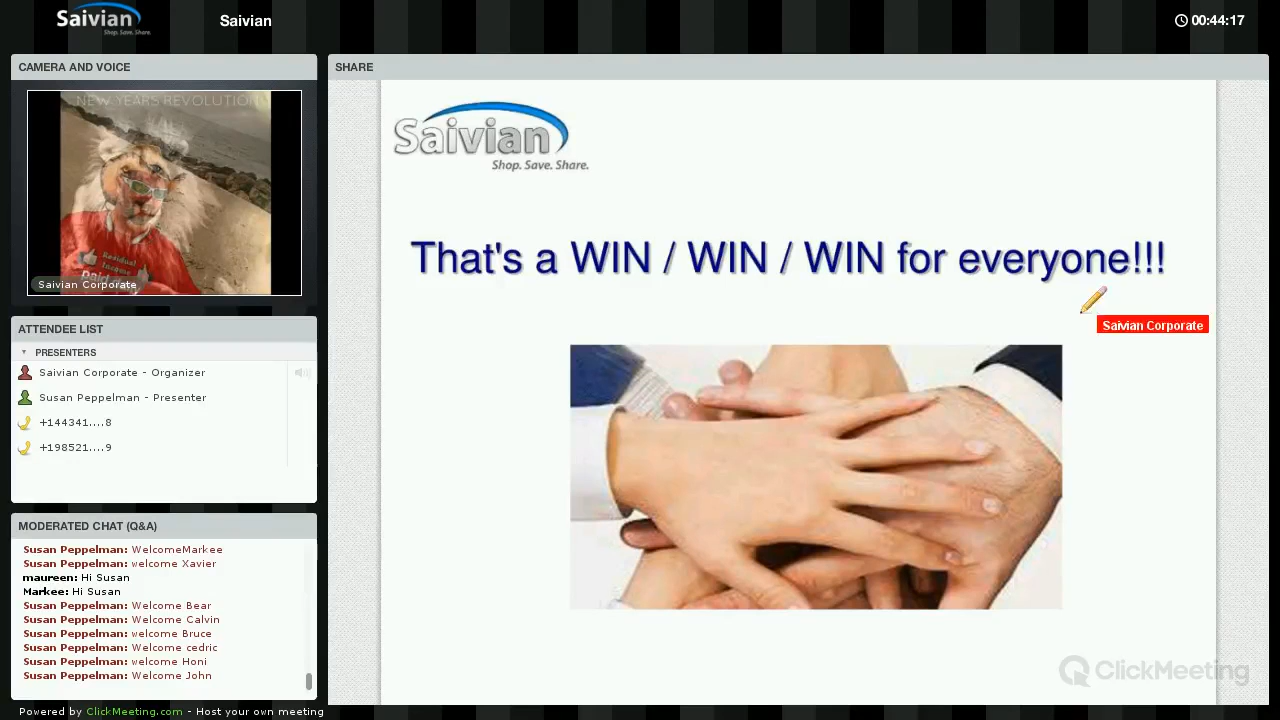 Saivian
Shop. Save. Share.
Saivian
00:44:17
CAMERA AND VOICE
NEW YEARS REVOLUTION
Residual
Income
Paid
Saivian Corporate
ATTENDEE LIST
PRESENTERS
Saivian Corporate - Organizer
Susan Peppelman - Presenter
+144341....8
+198521....9
MODERATED CHAT (Q&A)
Susan Peppelman: WelcomeMarkee
Susan Peppelman: welcome Xavier
maureen: Hi Susan
Markee: Hi Susan
Susan Peppelman: Welcome Bear
Susan Peppelman: Welcome Calvin
Susan Peppelman: welcome Bruce
Susan Peppelman: Welcome cedric
Susan Peppelman: welcome Honi
Susan Peppelman: Welcome John
Powered by ClickMeeting.com - Host your own meeting
SHARE
Saivian
Shop. Save. Share.
That's a WIN / WIN / WIN for everyone!!!
Saivian Corporate
ClickMeeting